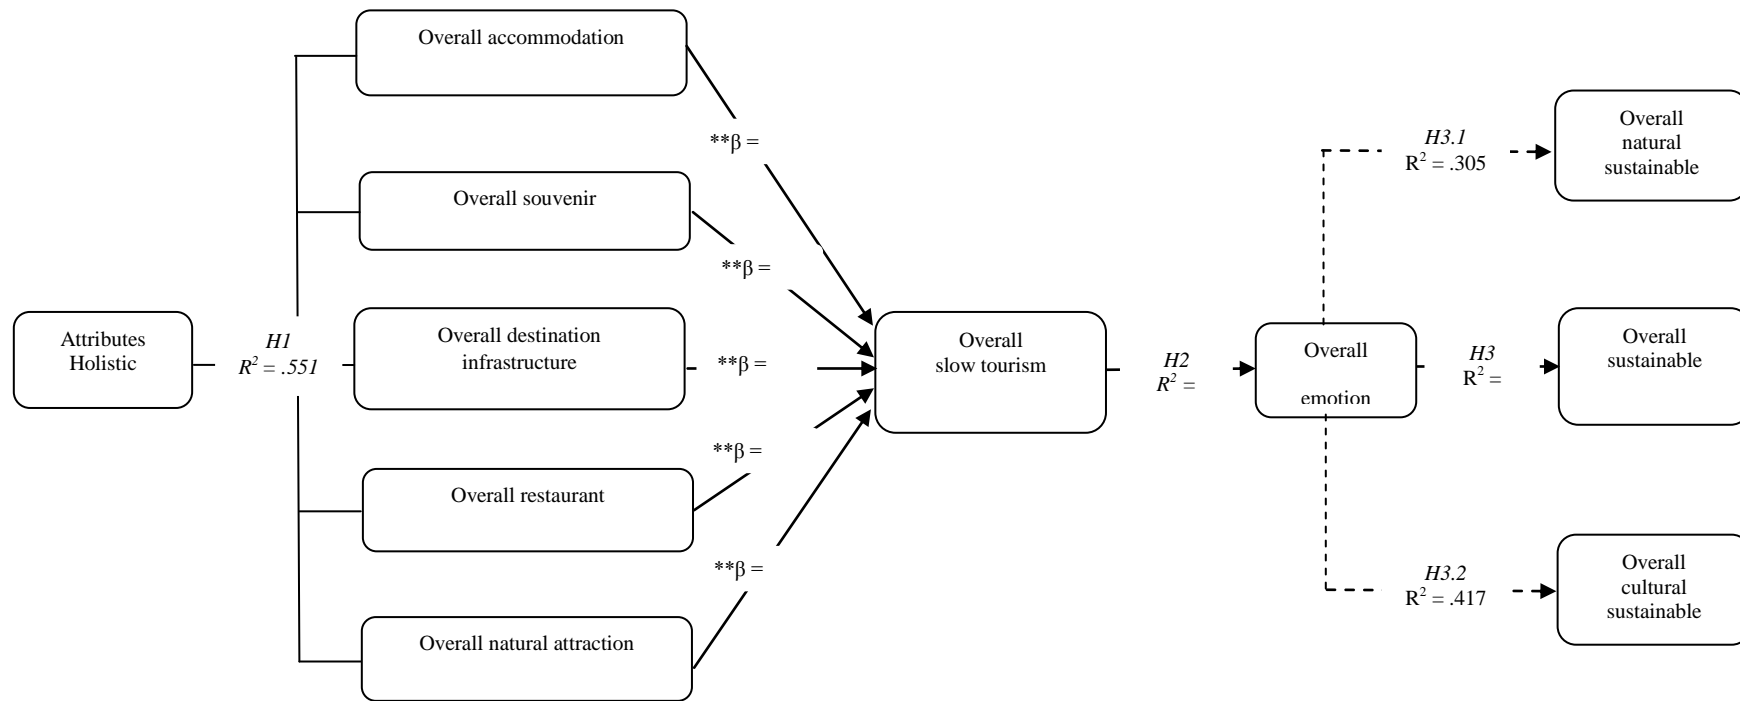 Attributes
Holistic
H1
R² = .551
Overall accommodation
Overall souvenir
Overall destination
infrastructure
Overall restaurant
Overall natural attraction
**β =
**β =
**β =
**β =
**β =
Overall
slow tourism
H2
R² =
Overall
emotion
H3.1
R² = .305
H3
R² =
H3.2
R² = .417
Overall
natural
sustainable
Overall
sustainable
Overall
cultural
sustainable